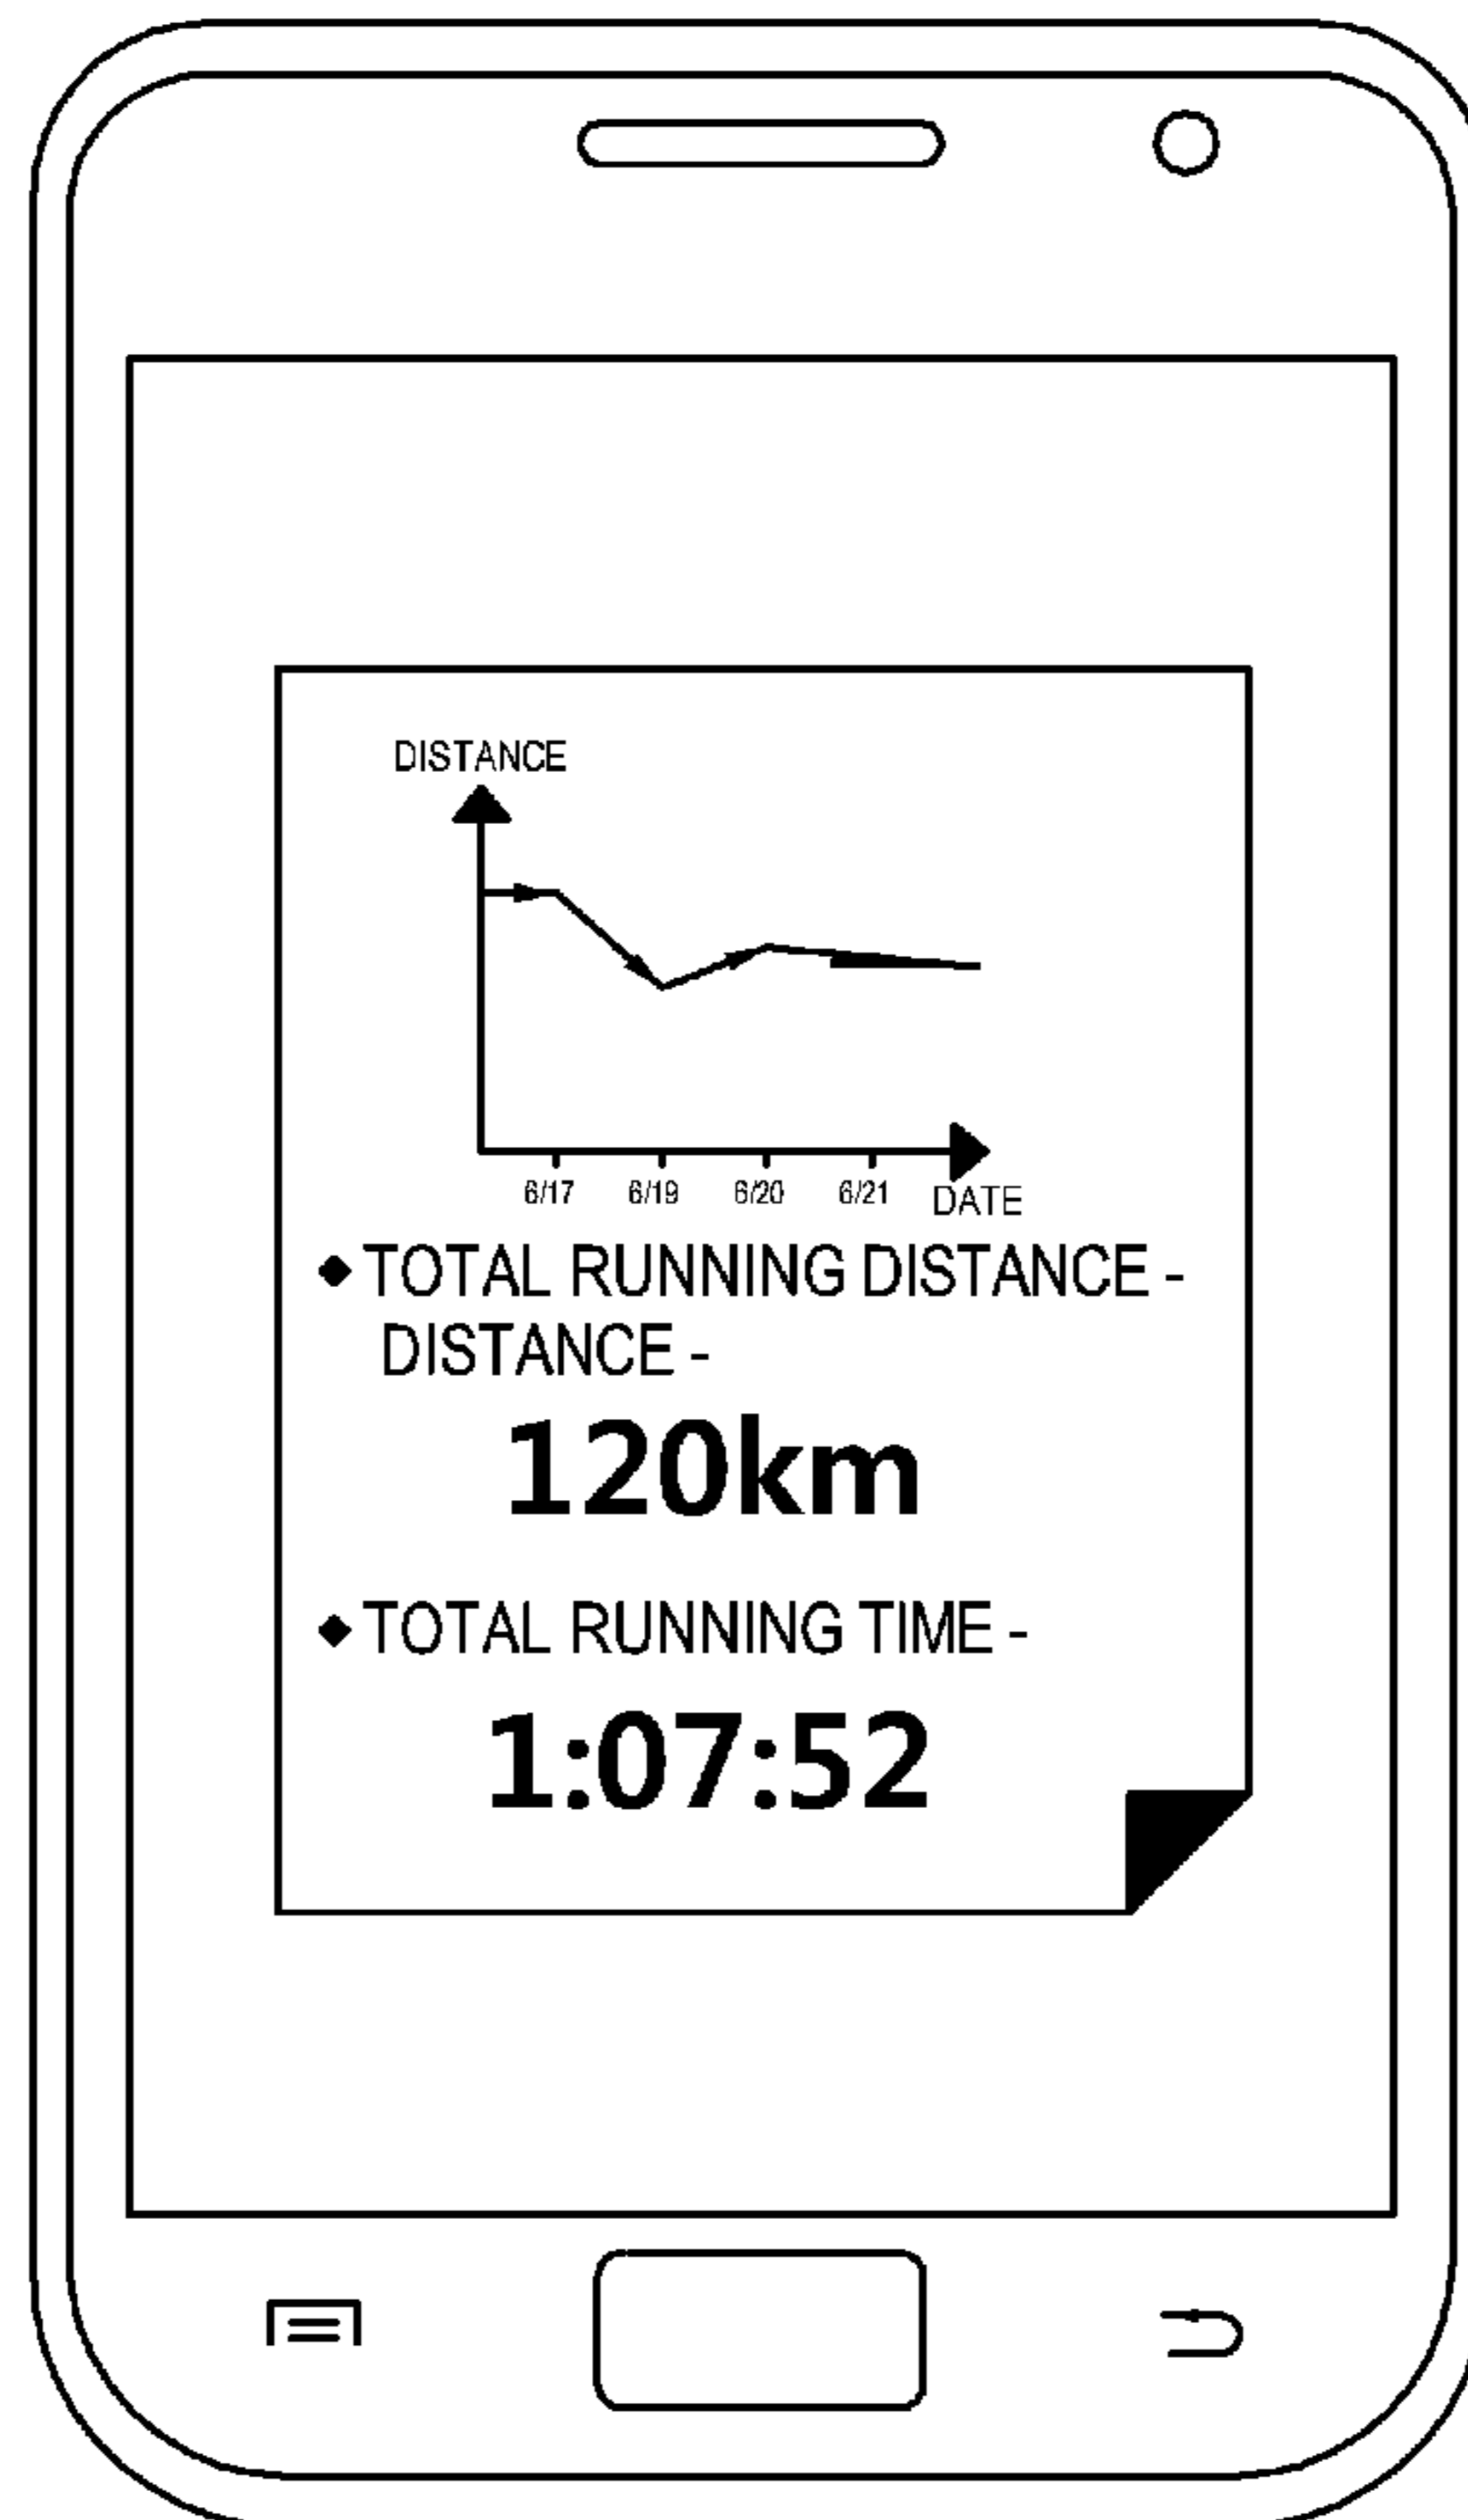 DISTANCE
6/17 6/19 6/20 6/21 DATE
◆TOTAL RUNNING DISTANCE -
DISTANCE -
120km
◆TOTAL RUNNING TIME -
1:07:52